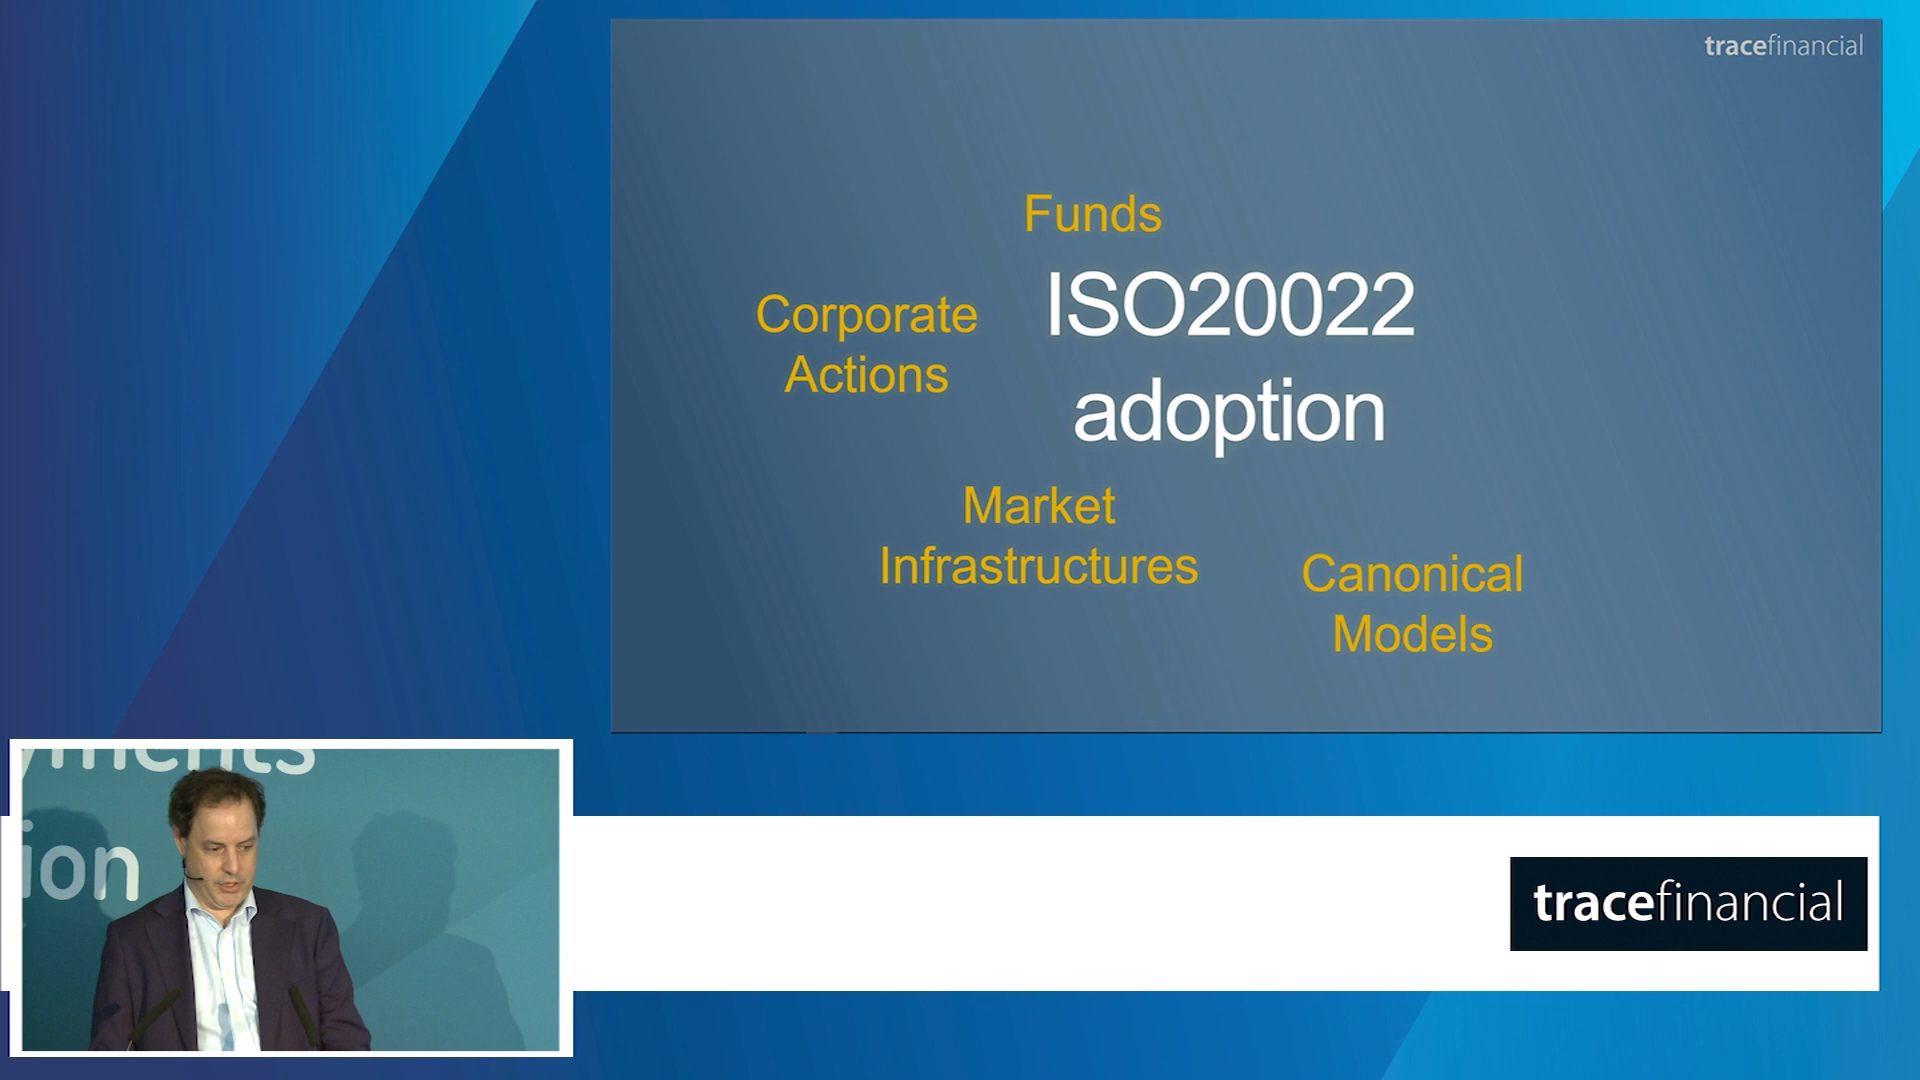 tracefinancial
Funds
ISO20022
adoption
Corporate
Actions
Market
Infrastructures
Canonical
Models
ion
tracefinancial